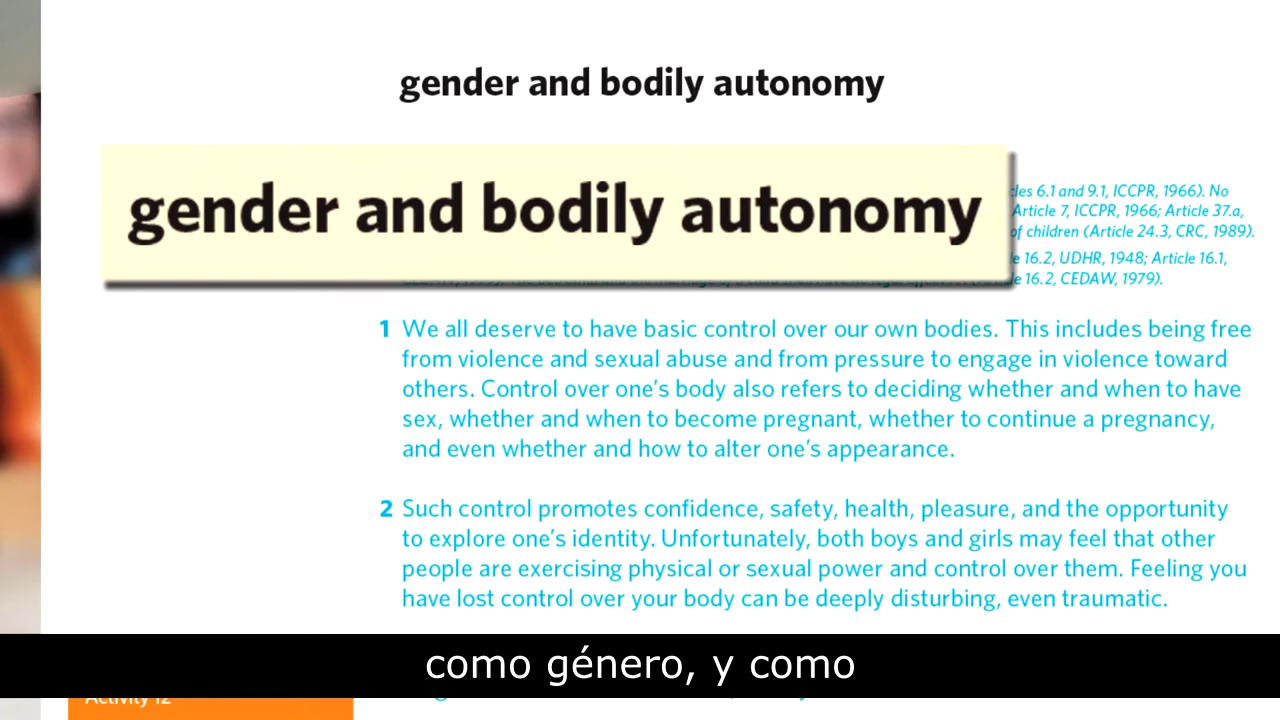 gender and bodily autonomy
gender and bodily autonomy
6.1 and 9.1, ICCPR, 1966). No
Article 7, ICCPR, 1966; Article 37.a,
of children (Article 24.3, CRC, 1989).
16.2, UDHR, 1948; Article 16.1,
16.2, CEDAW, 1979).
1 We all deserve to have basic control over our own bodies. This includes being free
from violence and sexual abuse and from pressure to engage in violence toward
others. Control over one's body also refers to deciding whether and when to have
sex, whether and when to become pregnant, whether to continue a pregnancy,
and even whether and how to alter one's appearance.
2 Such control promotes confidence, safety, health, pleasure, and the opportunity
to explore one's identity. Unfortunately, both boys and girls may feel that other
people are exercising physical or sexual power and control over them. Feeling you
have lost control over your body can be deeply disturbing, even traumatic.
como género, y como
Activity 12